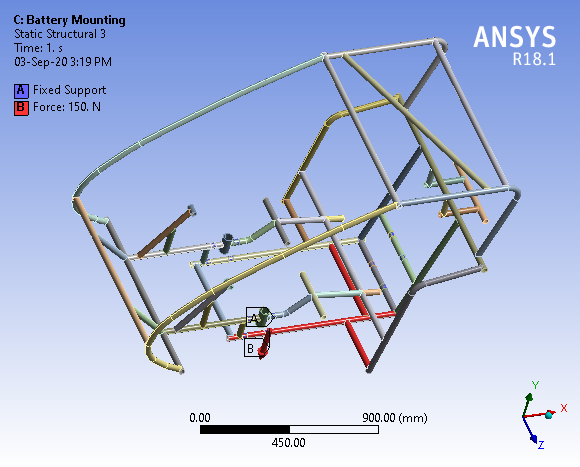 C: Battery Mounting
Static Structural 3
Time: 1. s
03-Sep-20 3:19 PM
A Fixed Support
B Force: 150. N
ANSYS
R18.1
A
B
0.00 900.00 (mm)
450.00
Y
X
Z